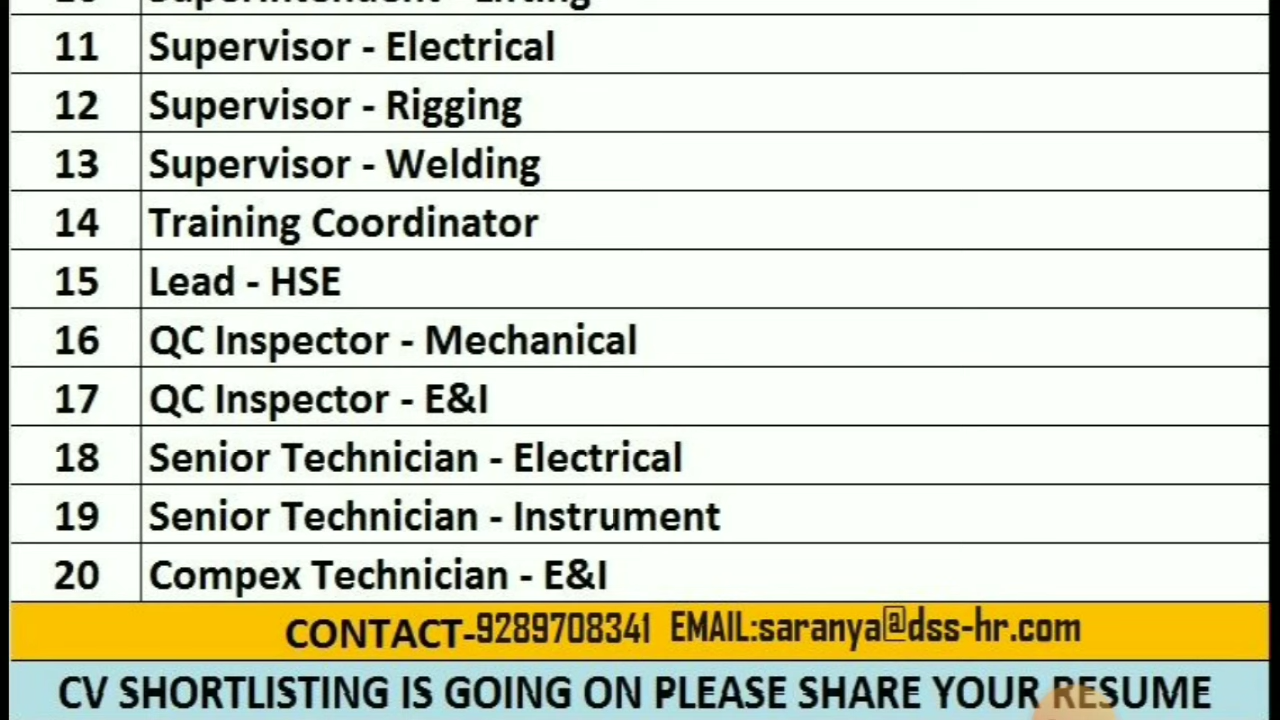 11 Supervisor - Electrical
12 Supervisor - Rigging
13 Supervisor - Welding
14 Training Coordinator
15 Lead - HSE
16 QC Inspector - Mechanical
17 QC Inspector - E&I
18 Senior Technician - Electrical
19 Senior Technician - Instrument
20 Compex Technician - E&I
CONTACT-9289708341 EMAIL:saranya@dss-hr.com
CV SHORTLISTING IS GOING ON PLEASE SHARE YOUR RESUME